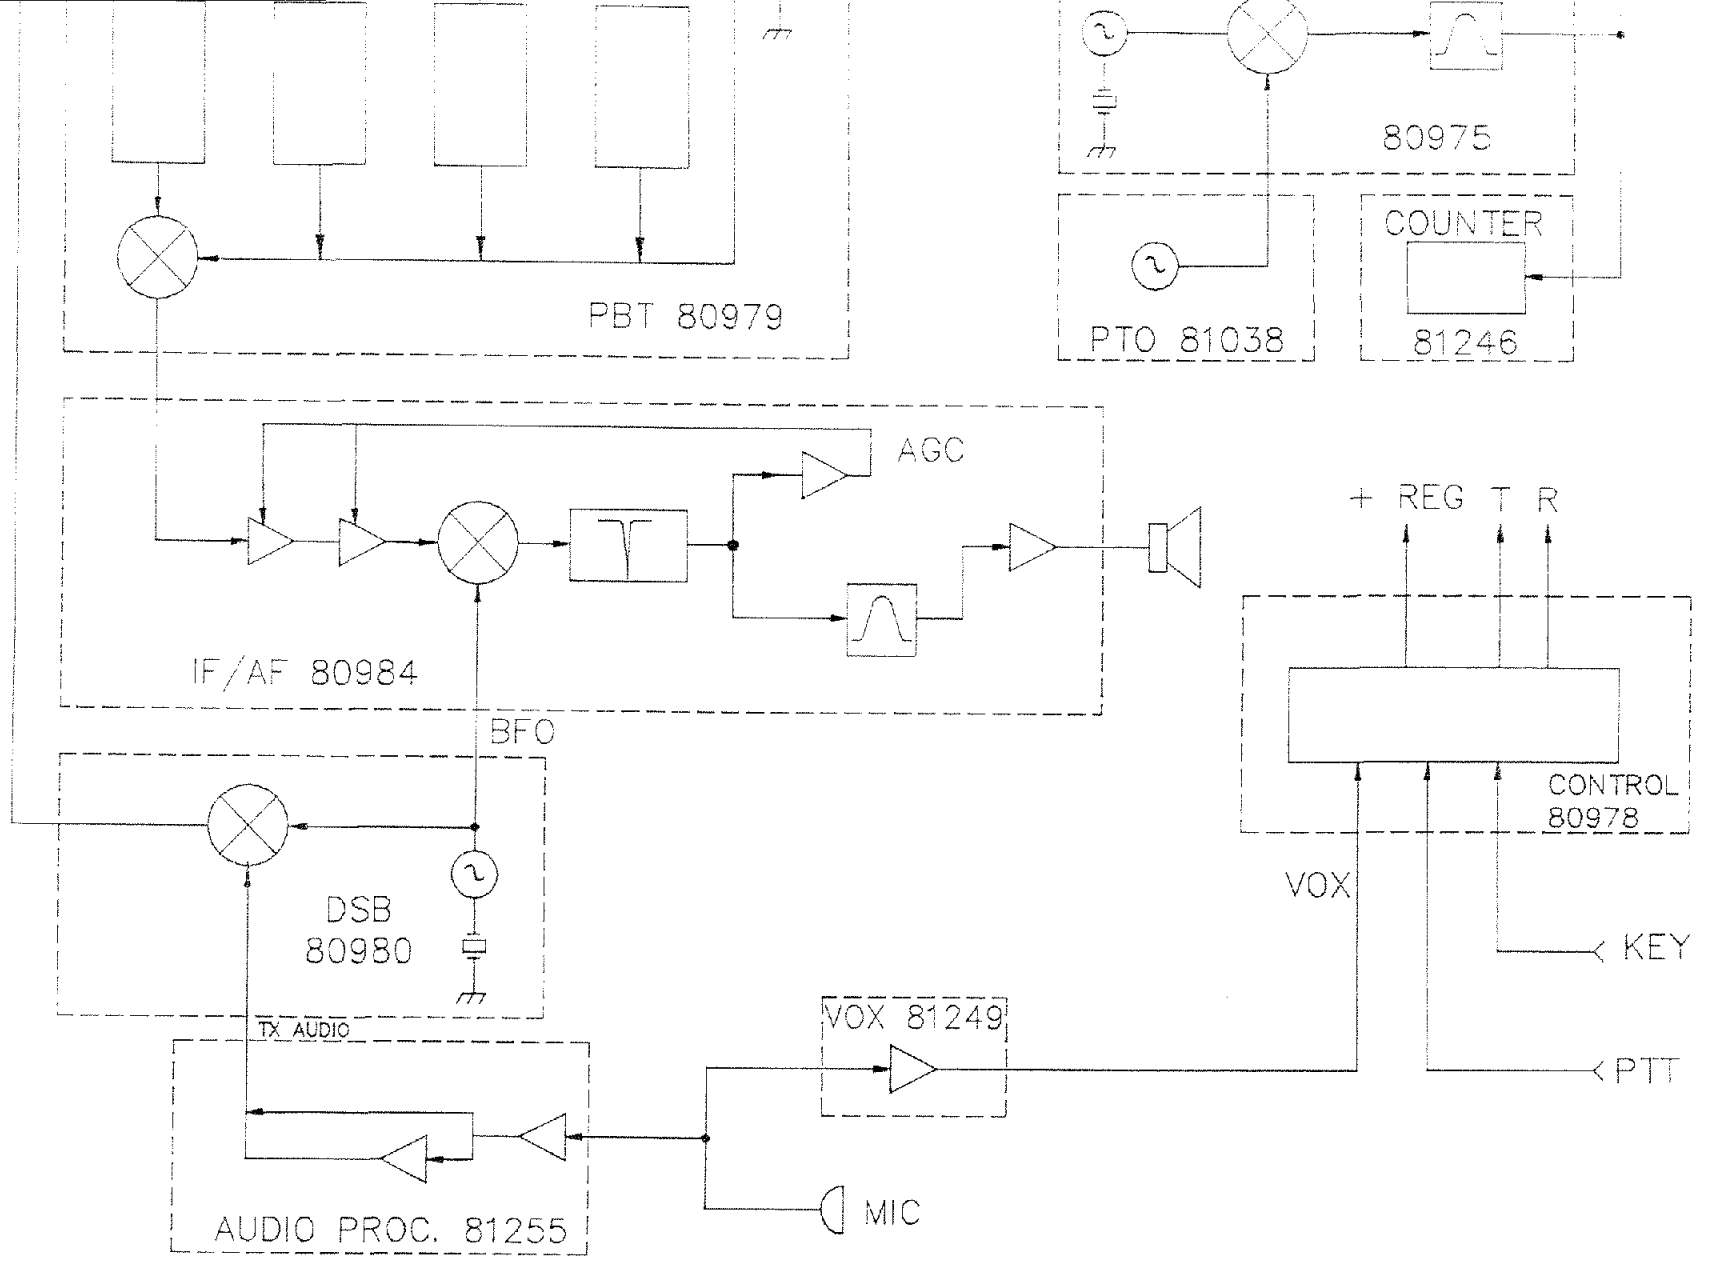 80975
COUNTER
PBT 80979
PTO 81038
81246
AGC
+ REG T R
IF/AF 80984
BFO
CONTROL
80978
VOX
DSB
80980
KEY
VOX 81249
TX AUDIO
PTT
MIC
AUDIO PROC. 81255